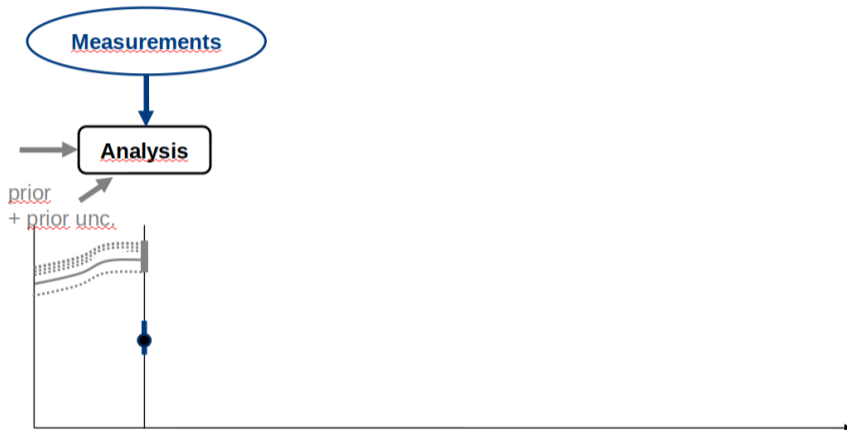 Measurements
Analysis
prior
+ prior unc.